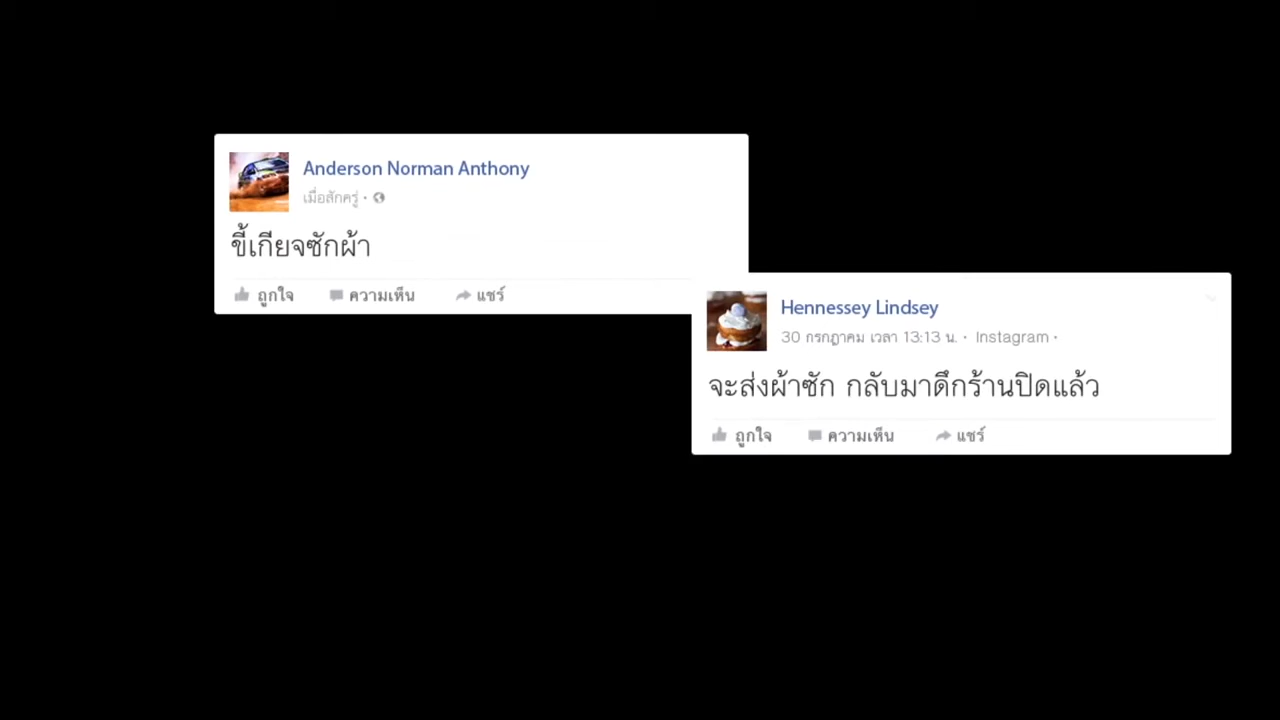 Anderson Norman Anthony
เมื่อสักครู่ ·
ขี้เกียจซักผ้า
ถูกใจ ความเห็น แชร์
Hennessey Lindsey
30 กรกฎาคม เวลา 13:13 น. · Instagram ·
จะส่งผ้าซัก กลับมาดึกร้านปิดแล้ว
ถูกใจ ความเห็น แชร์